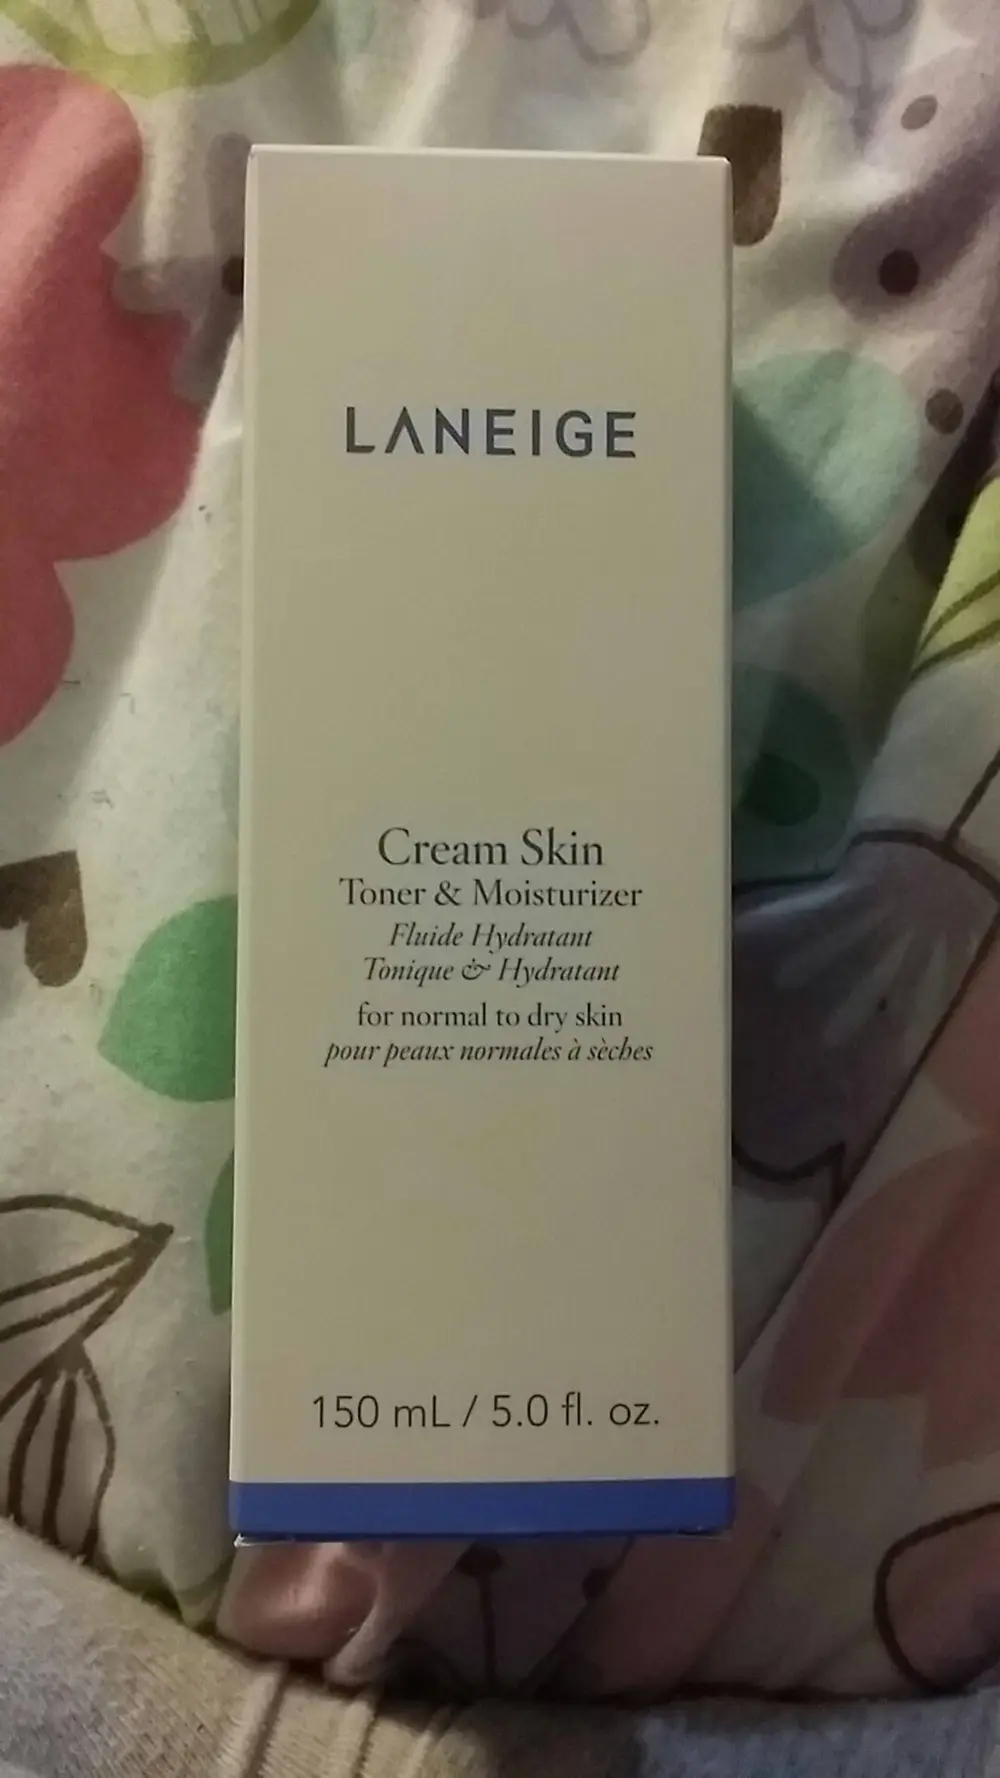 LANEIGE
Cream Skin
Toner & Moisturizer
Fluide Hydratant
Tonique & Hydratant
for normal to dry skin
pour peaux normales à sèches
150 mL / 5.0 fl. oz.